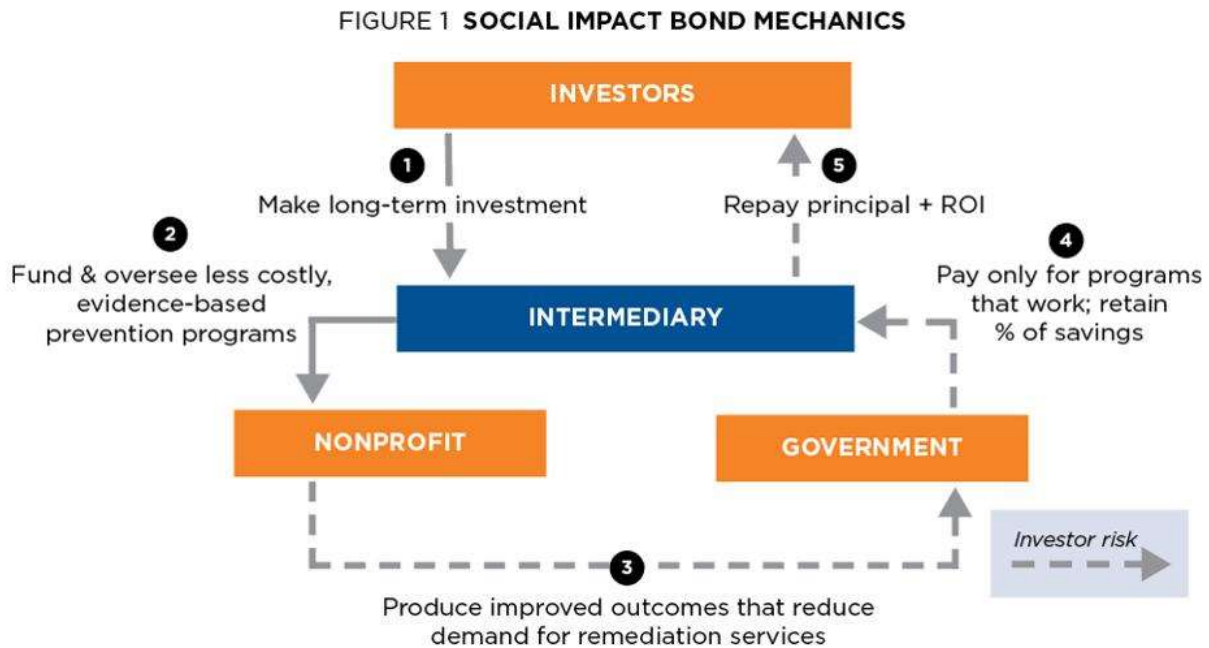 FIGURE 1 SOCIAL IMPACT BOND MECHANICS
INVESTORS
1
Make long-term investment
5
Repay principal + ROI
2
Fund & oversee less costly,
evidence-based
prevention programs
4
Pay only for programs
that work; retain
% of savings
INTERMEDIARY
NONPROFIT
GOVERNMENT
3
Produce improved outcomes that reduce
demand for remediation services
Investor risk